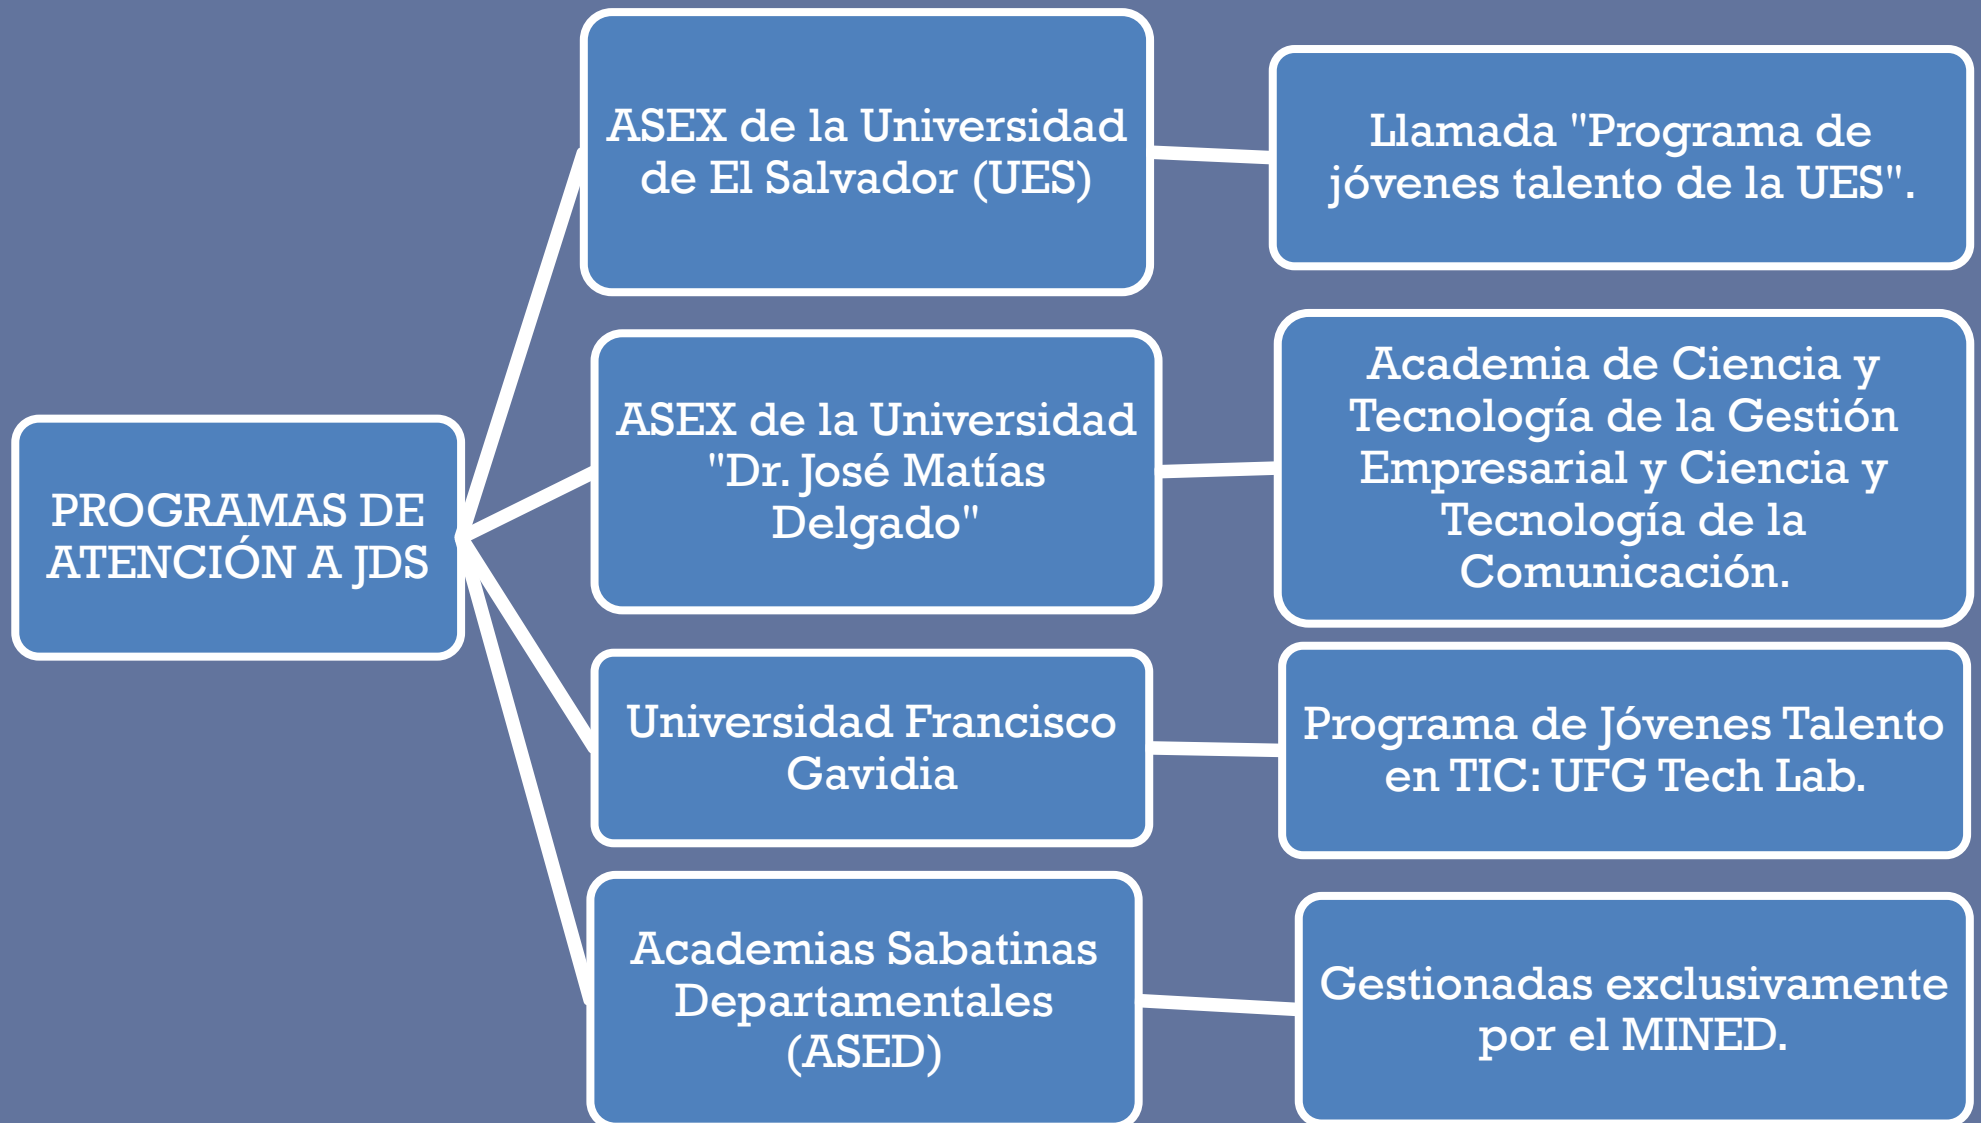 PROGRAMAS DE
ATENCIÓN A JDS
ASEX de la Universidad
de El Salvador (UES)
Llamada "Programa de
jóvenes talento de la UES".
ASEX de la Universidad
"Dr. José Matías
Delgado"
Academia de Ciencia y
Tecnología de la Gestión
Empresarial y Ciencia y
Tecnología de la
Comunicación.
Universidad Francisco
Gavidia
Programa de Jóvenes Talento
en TIC: UFG Tech Lab.
Academias Sabatinas
Departamentales
(ASED)
Gestionadas exclusivamente
por el MINED.